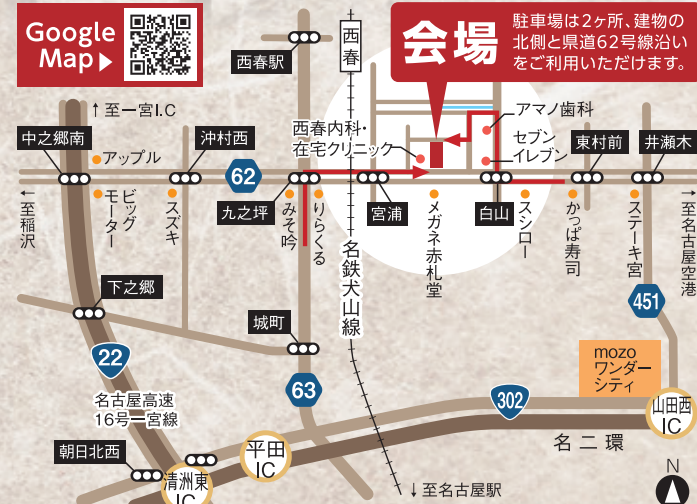 Google
Map
西春駅
西春
会場
駐車場は2ヶ所、建物の
北側と県道62号線沿い
をご利用いただけます。
↑至一宮I.C
中之郷南
アップル
沖村西
62
西春内科・
在宅クリニック
アマノ歯科
セブン
イレブン
東村前
井瀬木
←至稲沢
ビッグ
モーター
スズキ
九之坪
みそ吟
りらくる
宮浦
メガネ赤札堂
白山
スシロー
かっぱ寿司
ステーキ宮
→至名古屋空港
下之郷
名鉄犬山線
451
城町
22
63
mozo
ワンダー
シティ
302
山田西
IC
名古屋高速
16号一宮線
朝日北西
平田
IC
名二環
清洲東
IC
↓至名古屋駅
N